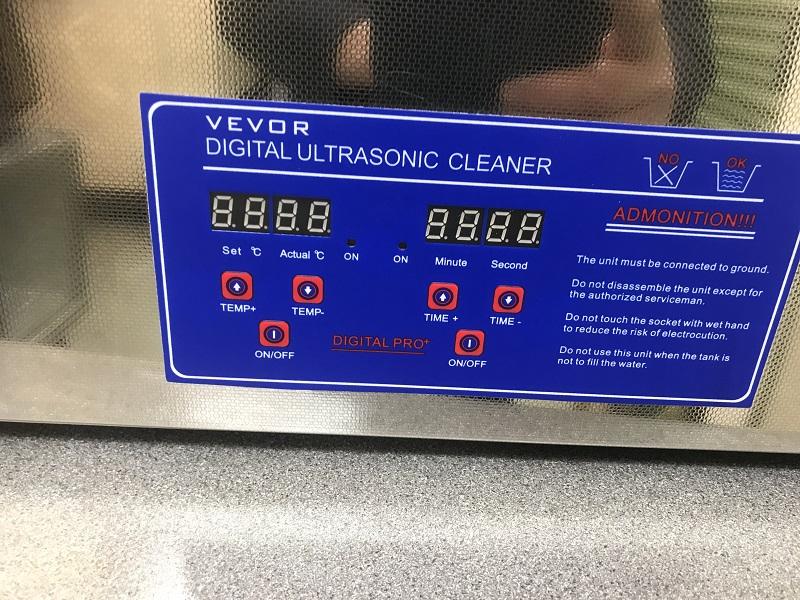 VEVOR
DIGITAL ULTRASONIC CLEANER
NO OK
ADMONITION!!!
8.8.8.8. 8.8.8.8.
Set °C Actual °C ON ON Minute Second
TEMP+ TEMP- TIME + TIME -
ON/OFF DIGITAL PRO+ ON/OFF
The unit must be connected to ground.
Do not disassemble the unit except for
the authorized serviceman.
Do not touch the socket with wet hand
to reduce the risk of electrocution.
Do not use this unit when the tank is
not to fill the water.